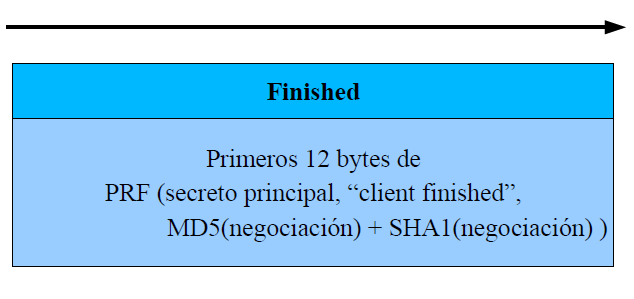 Finished
Primeros 12 bytes de
PRF (secreto principal, “client finished”,
MD5(negociación) + SHA1(negociación) )